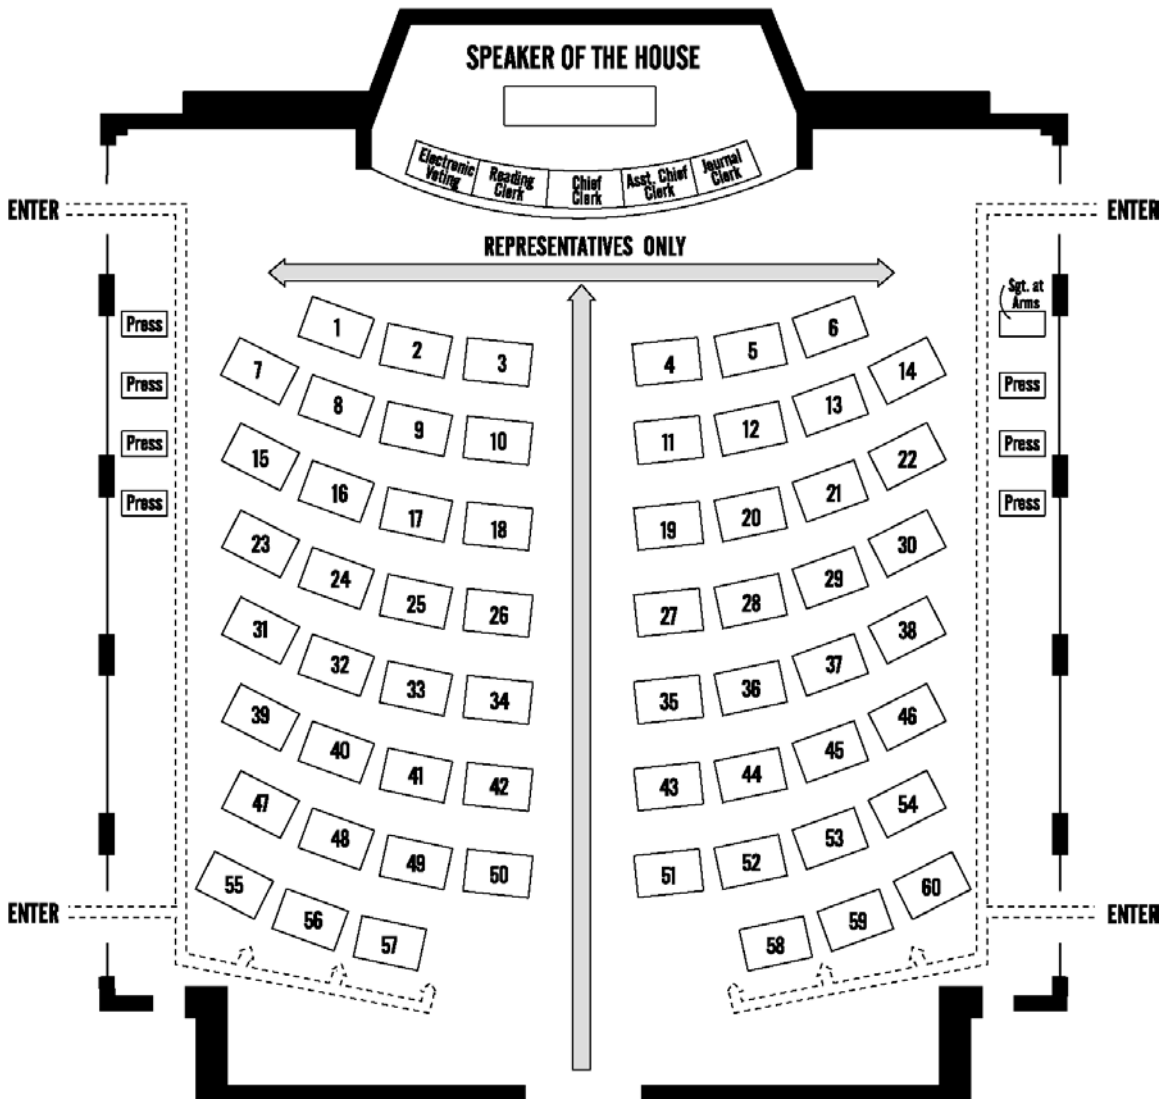 SPEAKER OF THE HOUSE
Electronic
Voting
Reading
Clerk
Chief
Clerk
Asst. Chief
Clerk
Journal
Clerk
ENTER
ENTER
REPRESENTATIVES ONLY
Sgt. at
Arms
Press
Press
Press
Press
Press
Press
Press
1
2
3
4
5
6
7
8
9
10
11
12
13
14
15
16
17
18
19
20
21
22
23
24
25
26
27
28
29
30
31
32
33
34
35
36
37
38
39
40
41
42
43
44
45
46
47
48
49
50
51
52
53
54
55
56
57
58
59
60
ENTER
ENTER